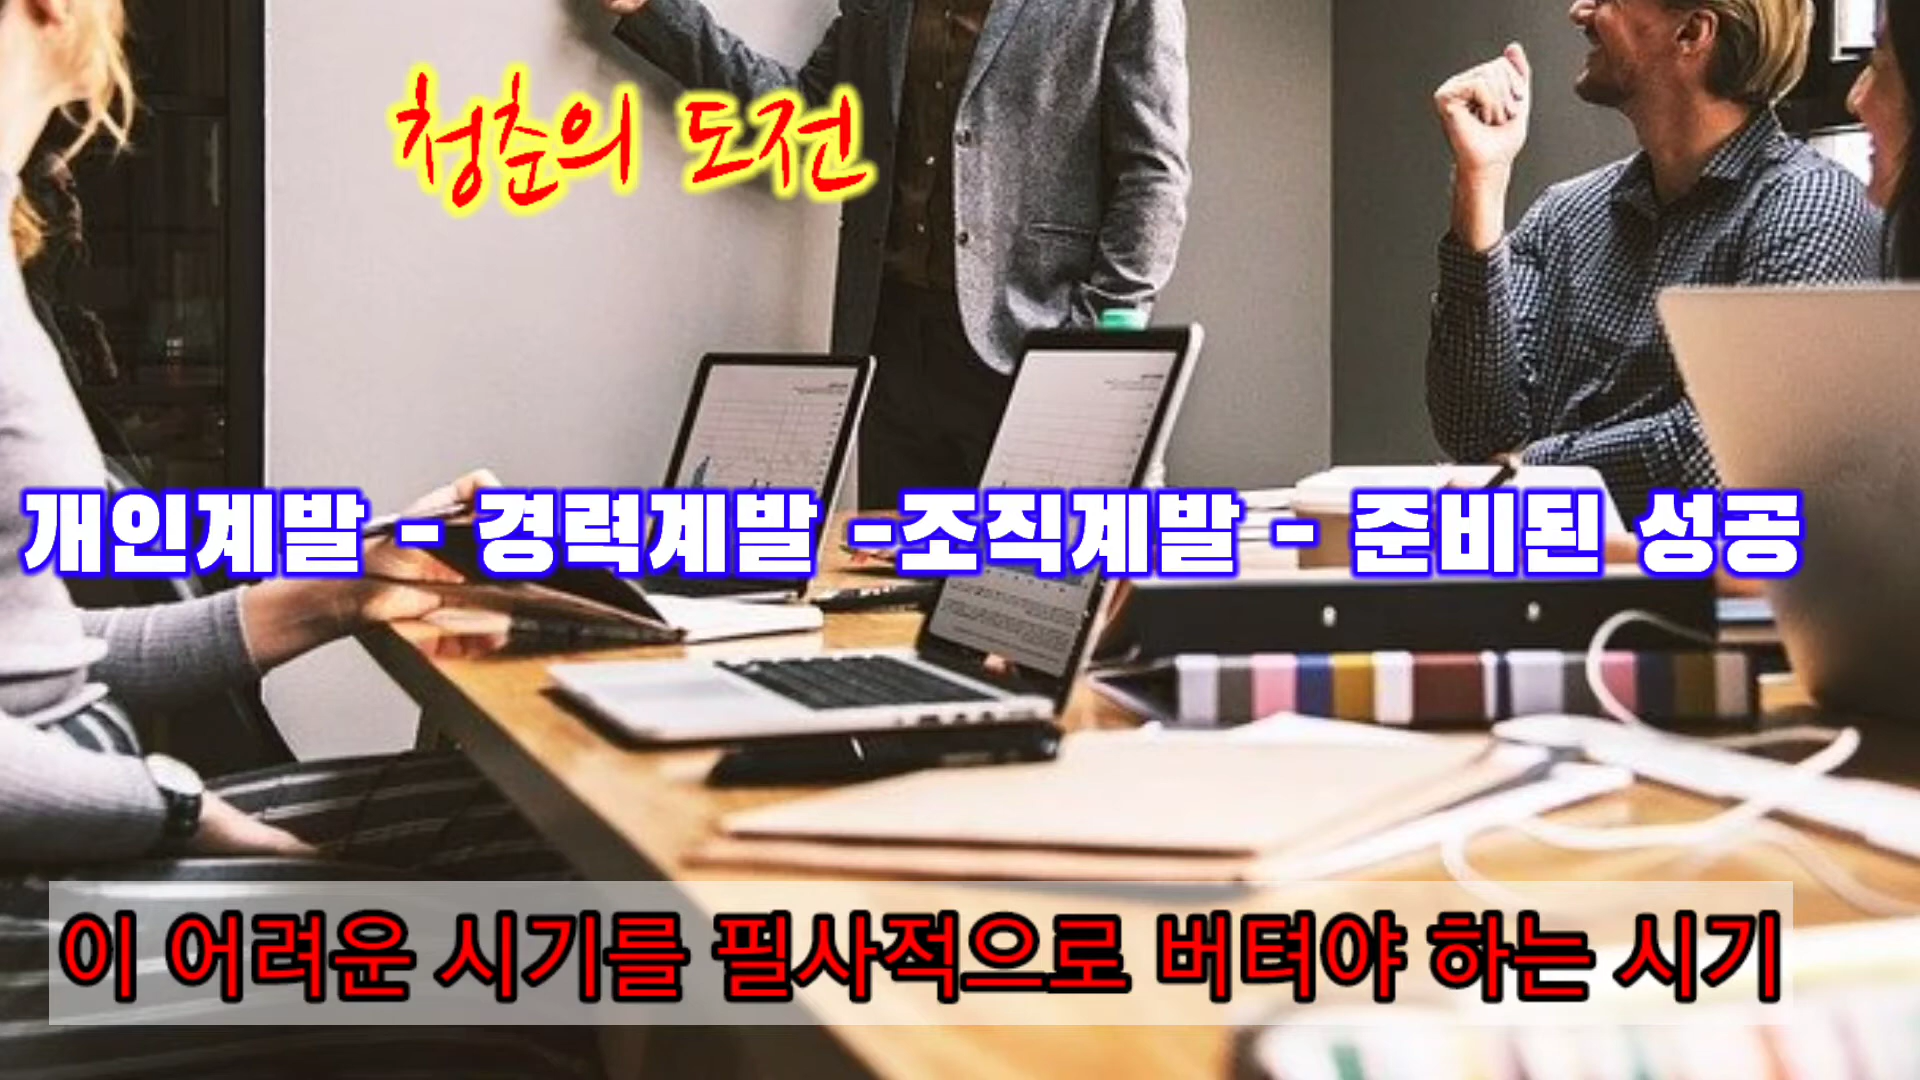 청춘의 도전
개인계발 - 경력계발 -조직계발 - 준비된 성공
이 어려운 시기를 필사적으로 버텨야 하는 시기